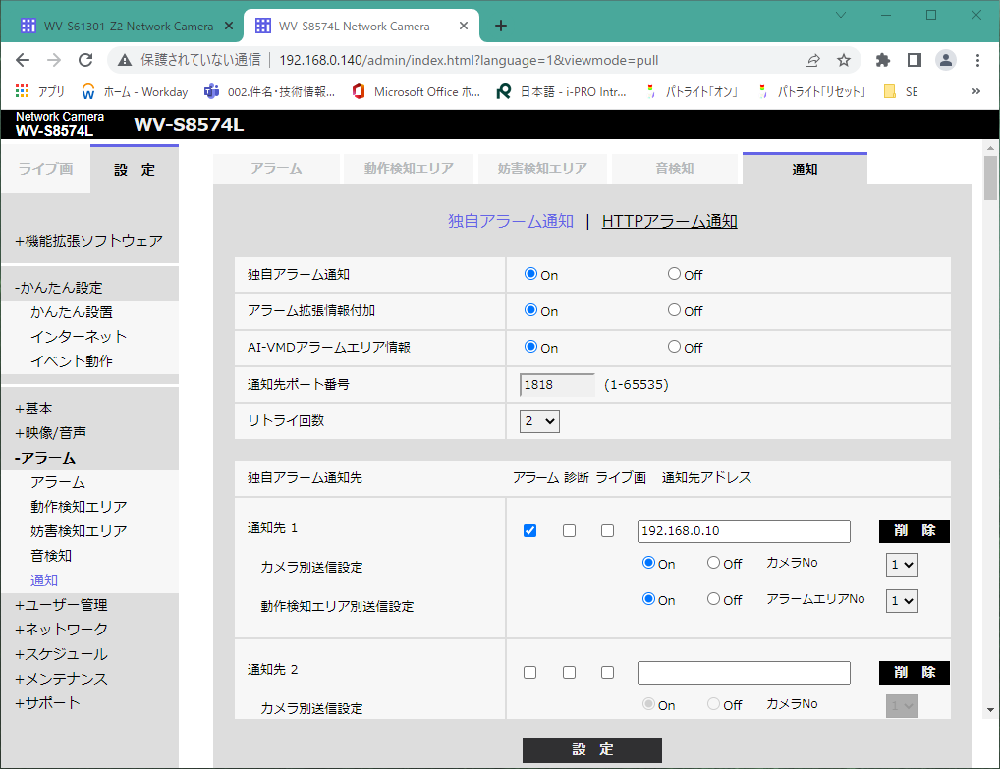 WV-S61301-Z2 Network Camera
WV-S8574L Network Camera
保護されていない通信 192.168.0.140/admin/index.html?language=1&viewmode=pull
アプリ ホーム - Workday 002.件名・技術情報... Microsoft Office ホ... 日本語 - i-PRO Intr... パトライト「オン」 パトライト「リセット」 SE »
Network Camera
WV-S8574L
WV-S8574L
ライブ画 設 定
アラーム 動作検知エリア 妨害検知エリア 音検知 通知
+機能拡張ソフトウェア
-かんたん設定
かんたん設置
インターネット
イベント動作
+基本
+映像/音声
-アラーム
アラーム
動作検知エリア
妨害検知エリア
音検知
通知
+ユーザー管理
+ネットワーク
+スケジュール
+メンテナンス
+サポート
独自アラーム通知 | HTTPアラーム通知
独自アラーム通知 On Off
アラーム拡張情報付加 On Off
AI-VMDアラームエリア情報 On Off
通知先ポート番号 1818 (1-65535)
リトライ回数 2
独自アラーム通知先 アラーム 診断 ライブ画 通知先アドレス
通知先 1 192.168.0.10 削 除
カメラ別送信設定 On Off カメラNo 1
動作検知エリア別送信設定 On Off アラームエリアNo 1
通知先 2 削 除
カメラ別送信設定 On Off カメラNo 1
設 定